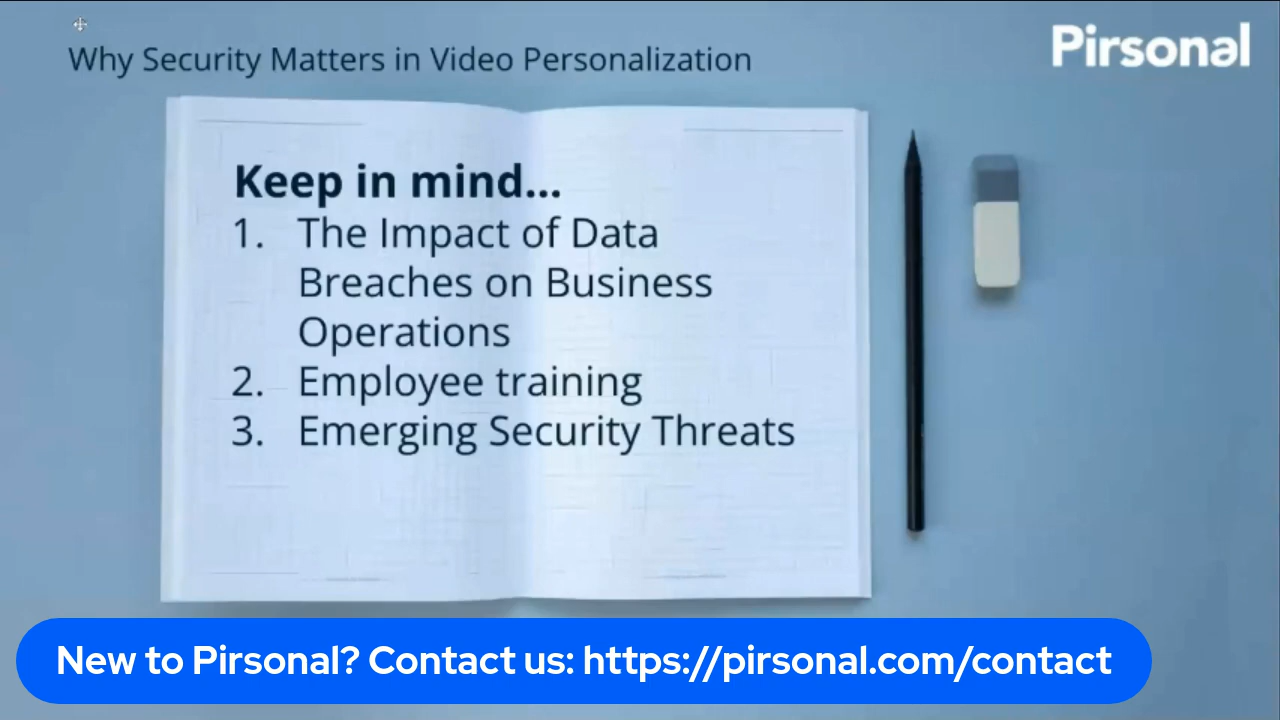 Why Security Matters in Video Personalization
Pirsonal
Keep in mind...
1. The Impact of Data
Breaches on Business
Operations
2. Employee training
3. Emerging Security Threats
New to Pirsonal? Contact us: https://pirsonal.com/contact